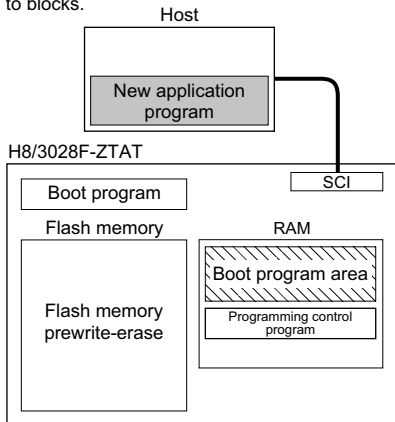 to blocks.
Host
New application
program
H8/3028F-ZTAT
SCI
Boot program
Flash memory
RAM
Boot program area
Flash memory
prewrite-erase
Programming control
program